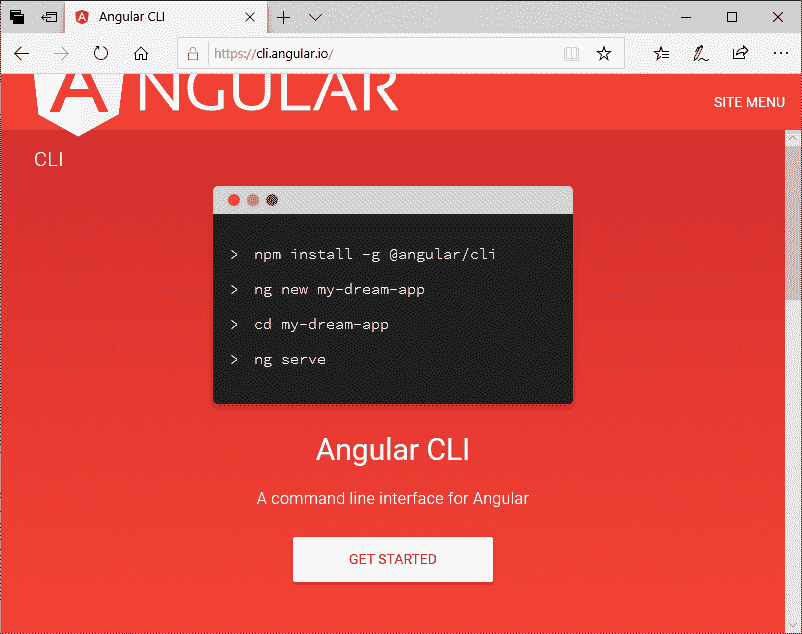 Angular CLI
https://cli.angular.io/
ANGULAR
SITE MENU
CLI
> npm install -g @angular/cli
> ng new my-dream-app
> cd my-dream-app
> ng serve
Angular CLI
A command line interface for Angular
GET STARTED